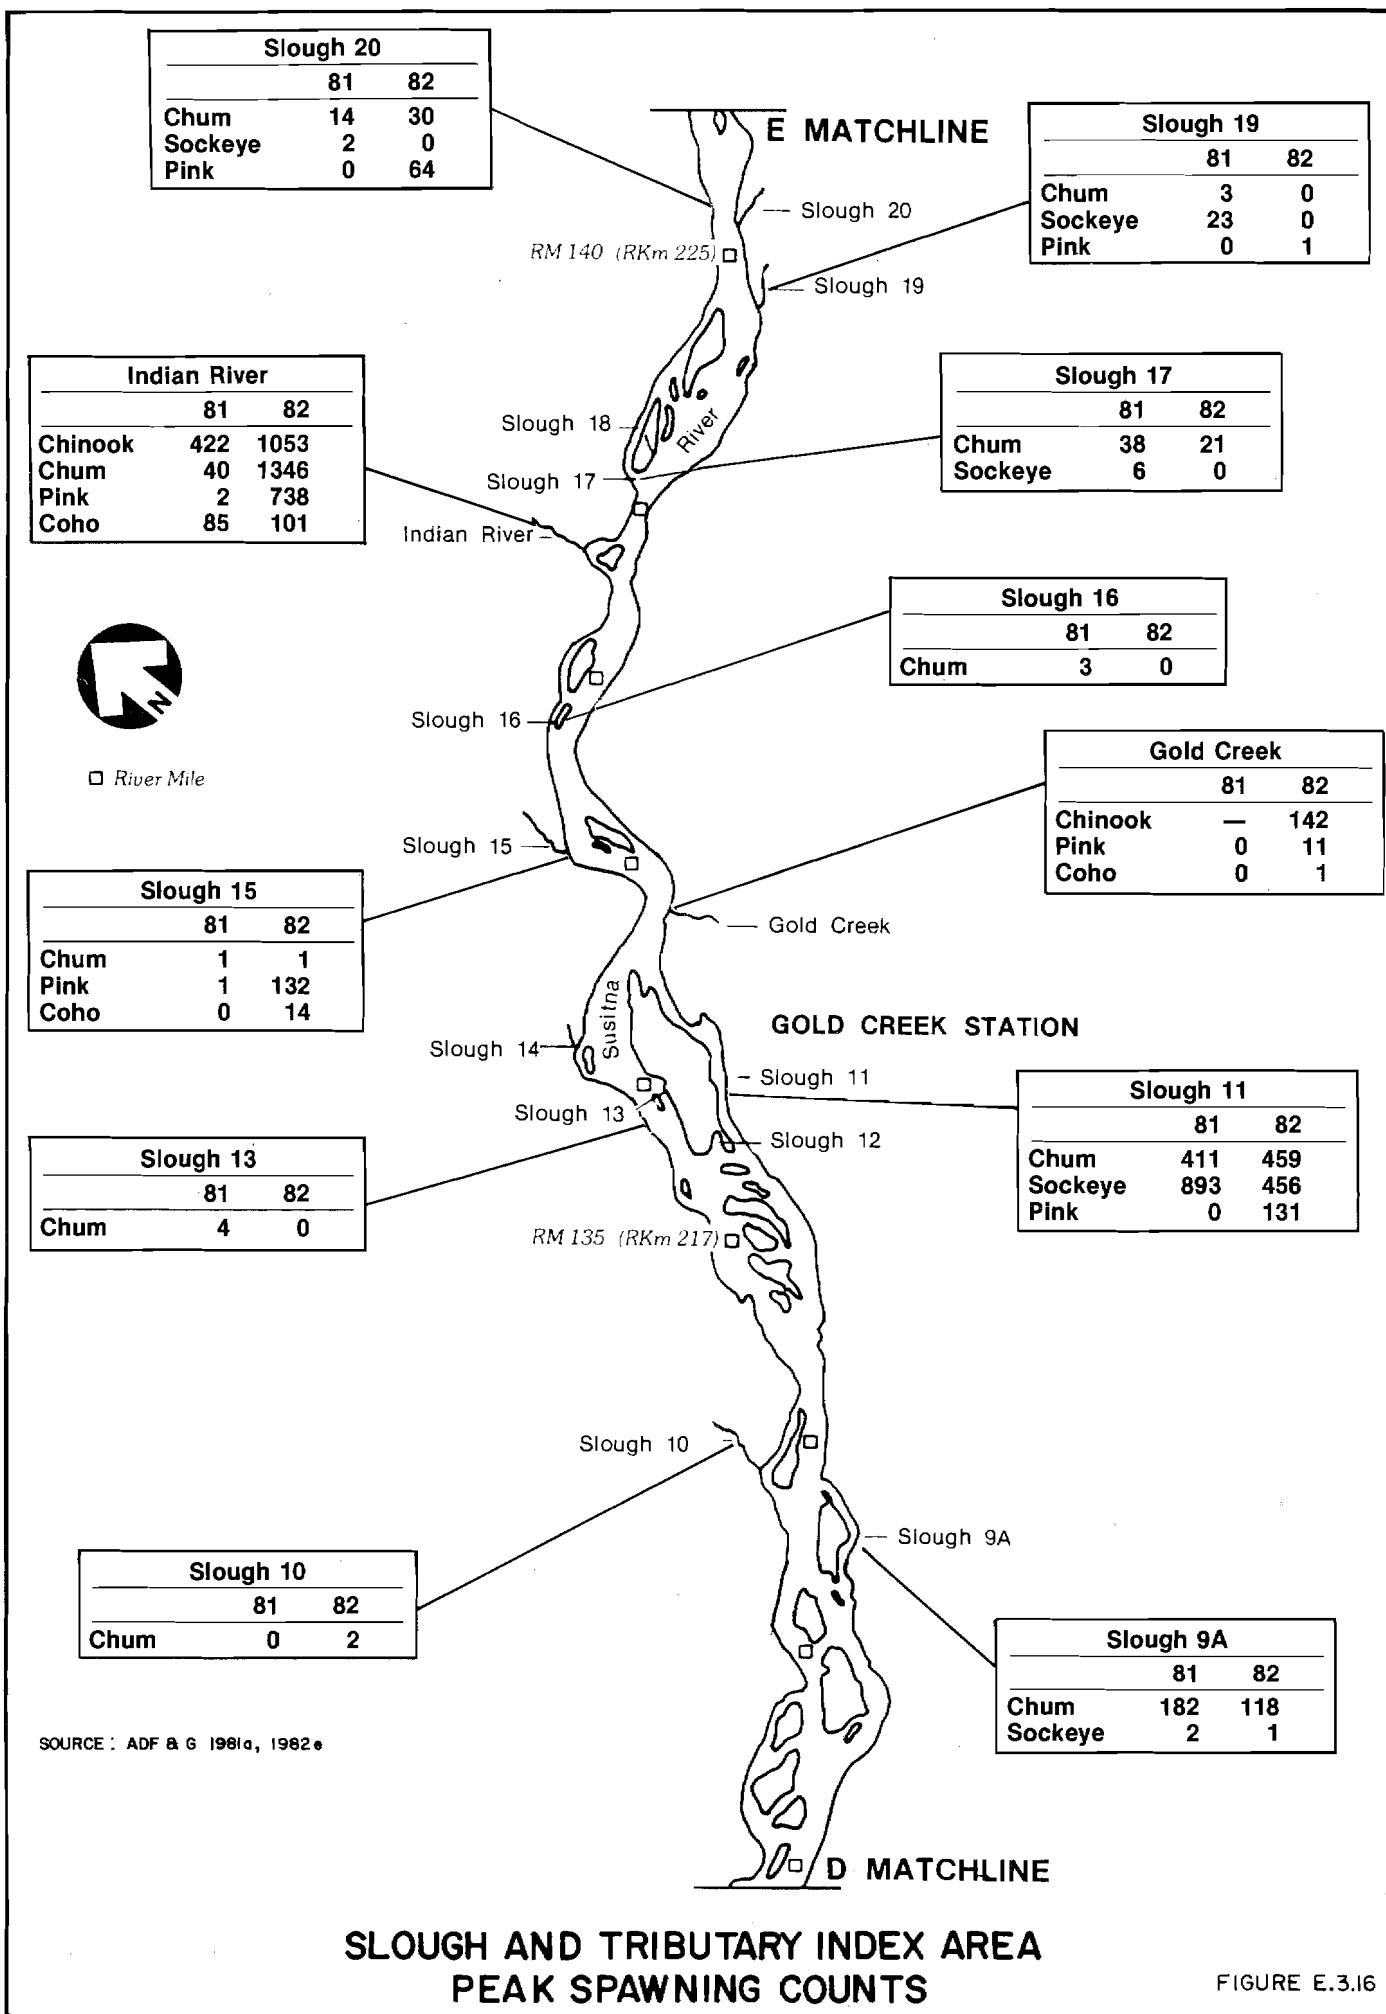 Slough 20
81 82
Chum 14 30
Sockeye 2 0
Pink 0 64
E MATCHLINE
Slough 19
81 82
Chum 3 0
Sockeye 23 0
Pink 0 1
Slough 20
RM 140 (RKm 225)
Slough 19
Indian River
81 82
Chinook 422 1053
Chum 40 1346
Pink 2 738
Coho 85 101
Slough 17
81 82
Chum 38 21
Sockeye 6 0
Slough 18
River
Slough 17
Indian River
Slough 16
81 82
Chum 3 0
N
Slough 16
River Mile
Gold Creek
81 82
Chinook — 142
Pink 0 11
Coho 0 1
Slough 15
Slough 15
81 82
Chum 1 1
Pink 1 132
Coho 0 14
Gold Creek
Susitna
GOLD CREEK STATION
Slough 14
Slough 11
Slough 11
81 82
Chum 411 459
Sockeye 893 456
Pink 0 131
Slough 13
Slough 12
Slough 13
81 82
Chum 4 0
RM 135 (RKm 217)
Slough 10
Slough 9A
Slough 10
81 82
Chum 0 2
Slough 9A
81 82
Chum 182 118
Sockeye 2 1
SOURCE : ADF & G 1981a, 1982e
D MATCHLINE
SLOUGH AND TRIBUTARY INDEX AREA
PEAK SPAWNING COUNTS
FIGURE E.3.16